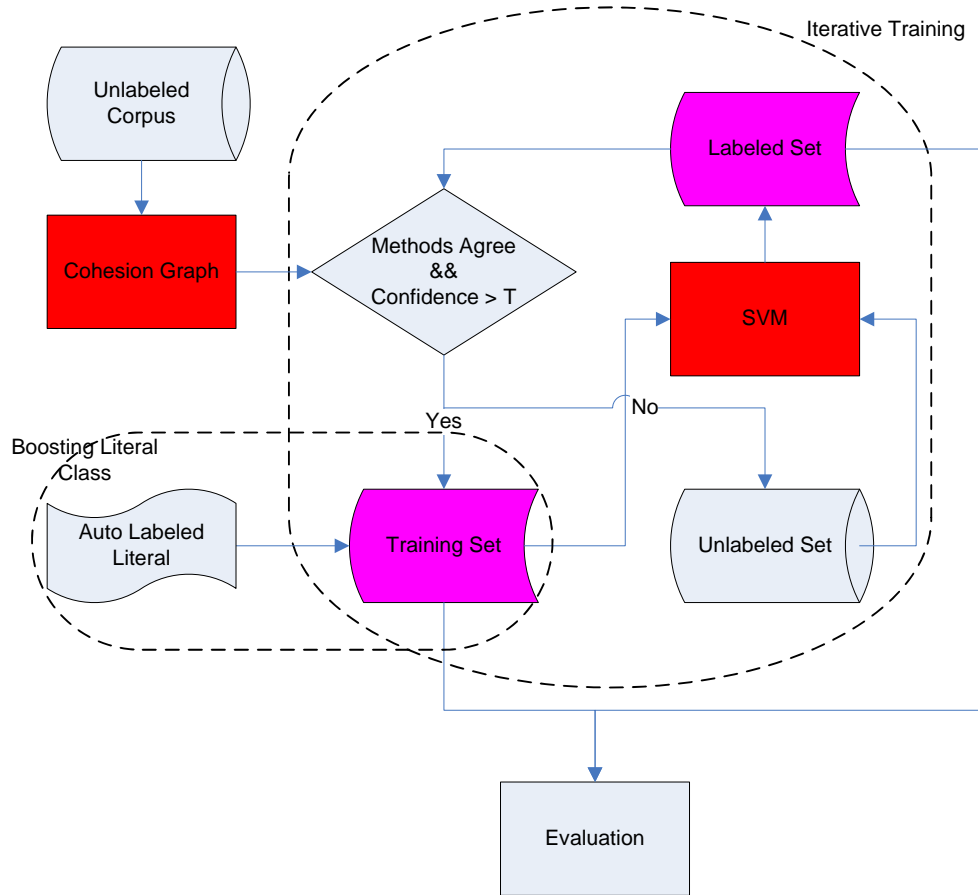 Iterative Training
Unlabeled
Corpus
Labeled Set
Cohesion Graph
Methods Agree
&&
Confidence > T
SVM
Yes
No
Boosting Literal
Class
Auto Labeled
Literal
Training Set
Unlabeled Set
Evaluation